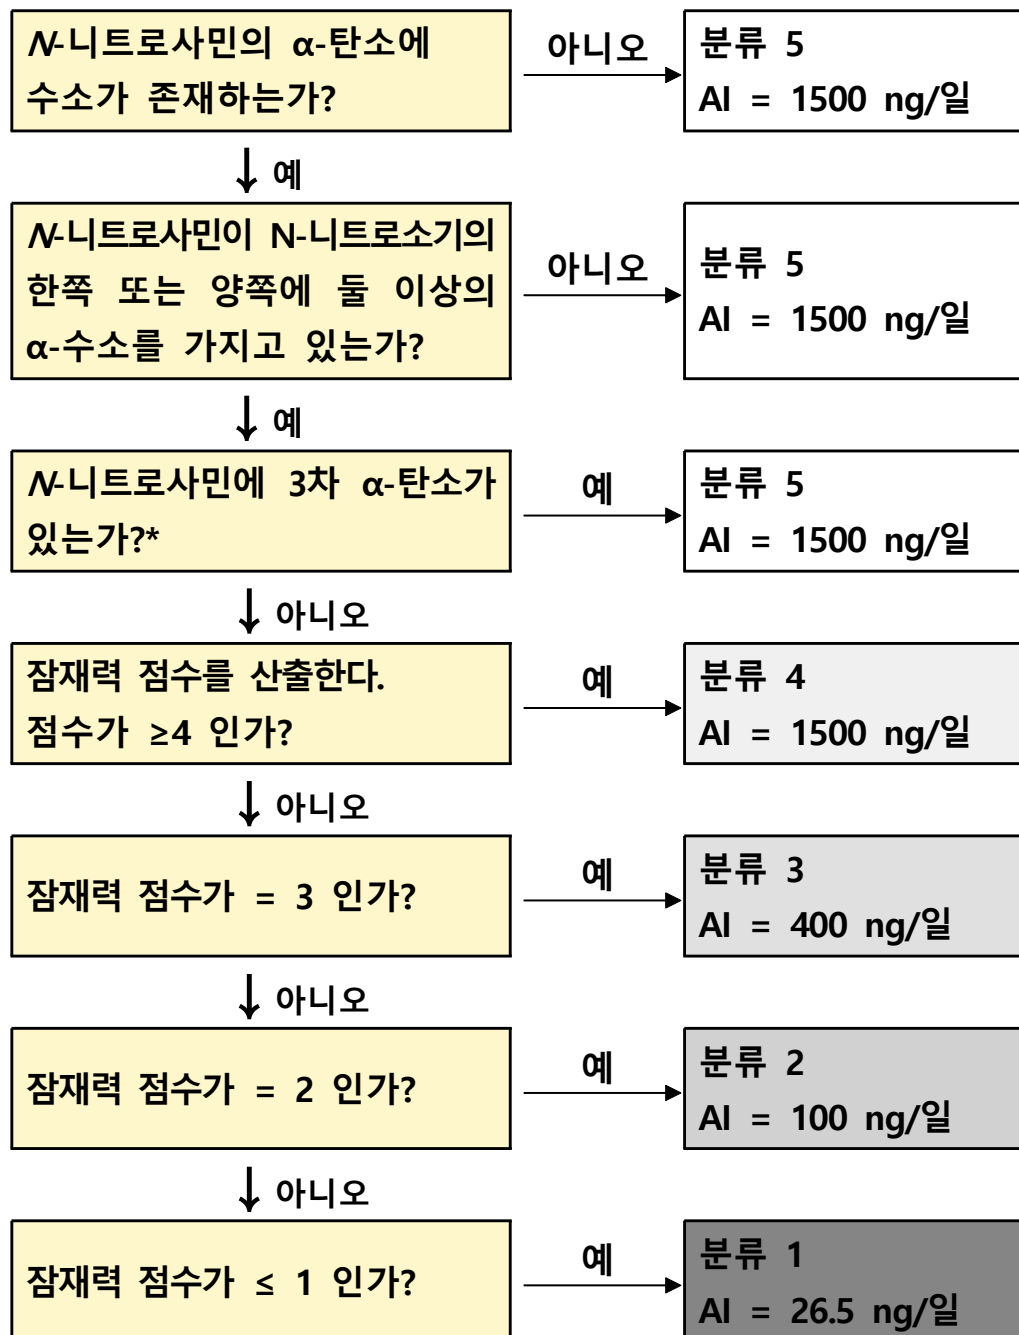 N-니트로사민의 α-탄소에
수소가 존재하는가?
아니오
분류 5
AI = 1500 ng/일
↓ 예
N-니트로사민이 N-니트로소기의
한쪽 또는 양쪽에 둘 이상의
α-수소를 가지고 있는가?
아니오
분류 5
AI = 1500 ng/일
↓ 예
N-니트로사민에 3차 α-탄소가
있는가?*
예
분류 5
AI = 1500 ng/일
↓ 아니오
잠재력 점수를 산출한다.
점수가 ≥4 인가?
예
분류 4
AI = 1500 ng/일
↓ 아니오
잠재력 점수가 = 3 인가?
예
분류 3
AI = 400 ng/일
↓ 아니오
잠재력 점수가 = 2 인가?
예
분류 2
AI = 100 ng/일
↓ 아니오
잠재력 점수가 ≤ 1 인가?
예
분류 1
AI = 26.5 ng/일